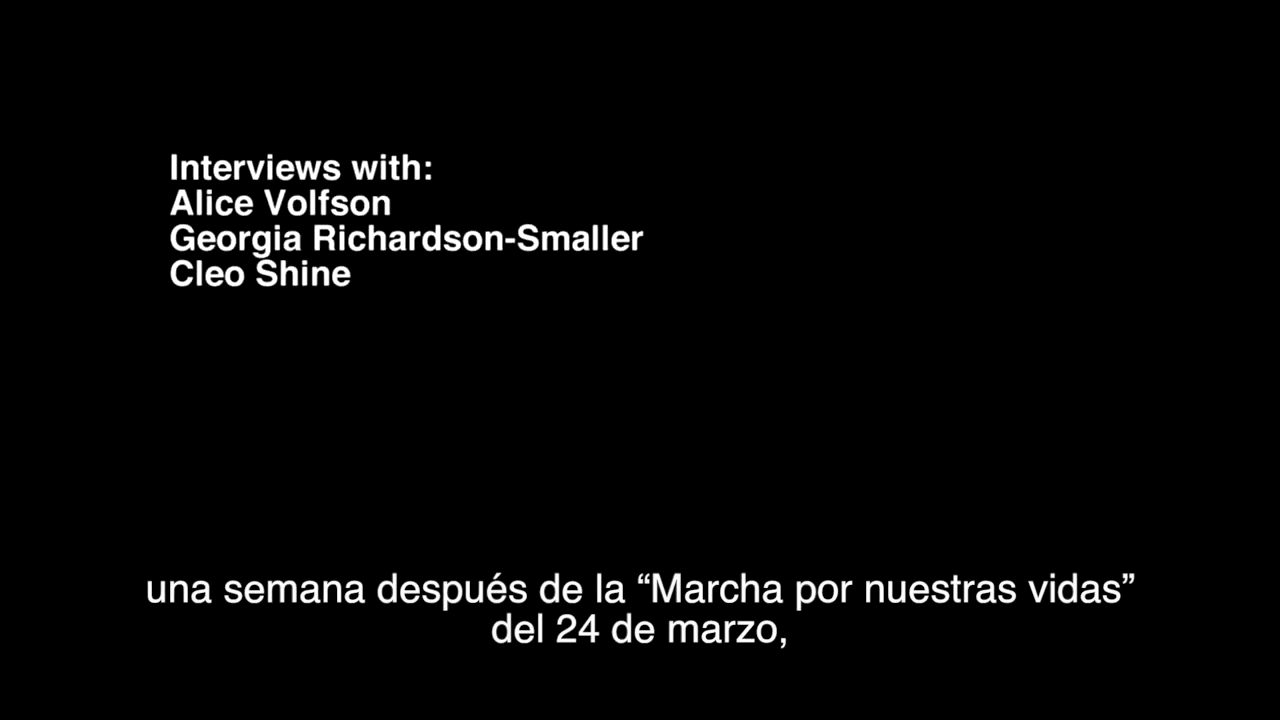 Interviews with:
Alice Volfson
Georgia Richardson-Smaller
Cleo Shine
una semana después de la “Marcha por nuestras vidas”
del 24 de marzo,